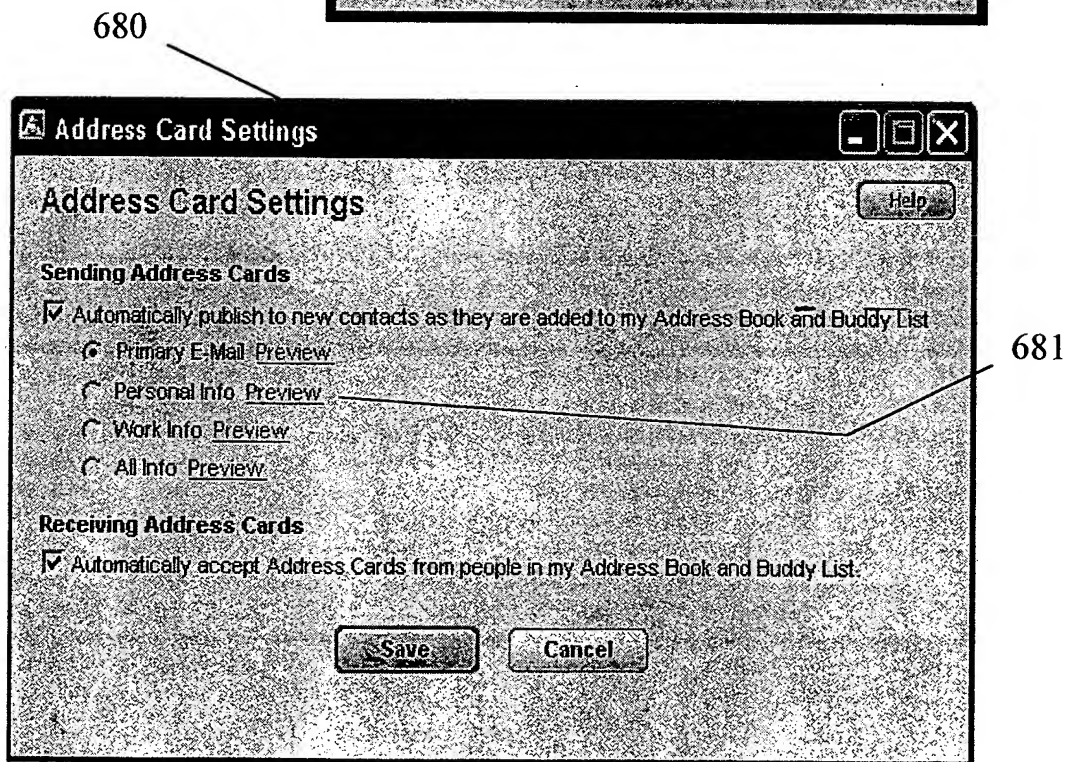 680
Address Card Settings
Address Card Settings
Help
Sending Address Cards
Automatically publish to new contacts as they are added to my Address Book and Buddy List
Primary E-Mail Preview
681
Personal Info Preview
Work Info Preview
All Info Preview
Receiving Address Cards
Automatically accept Address Cards from people in my Address Book and Buddy List.
Save
Cancel